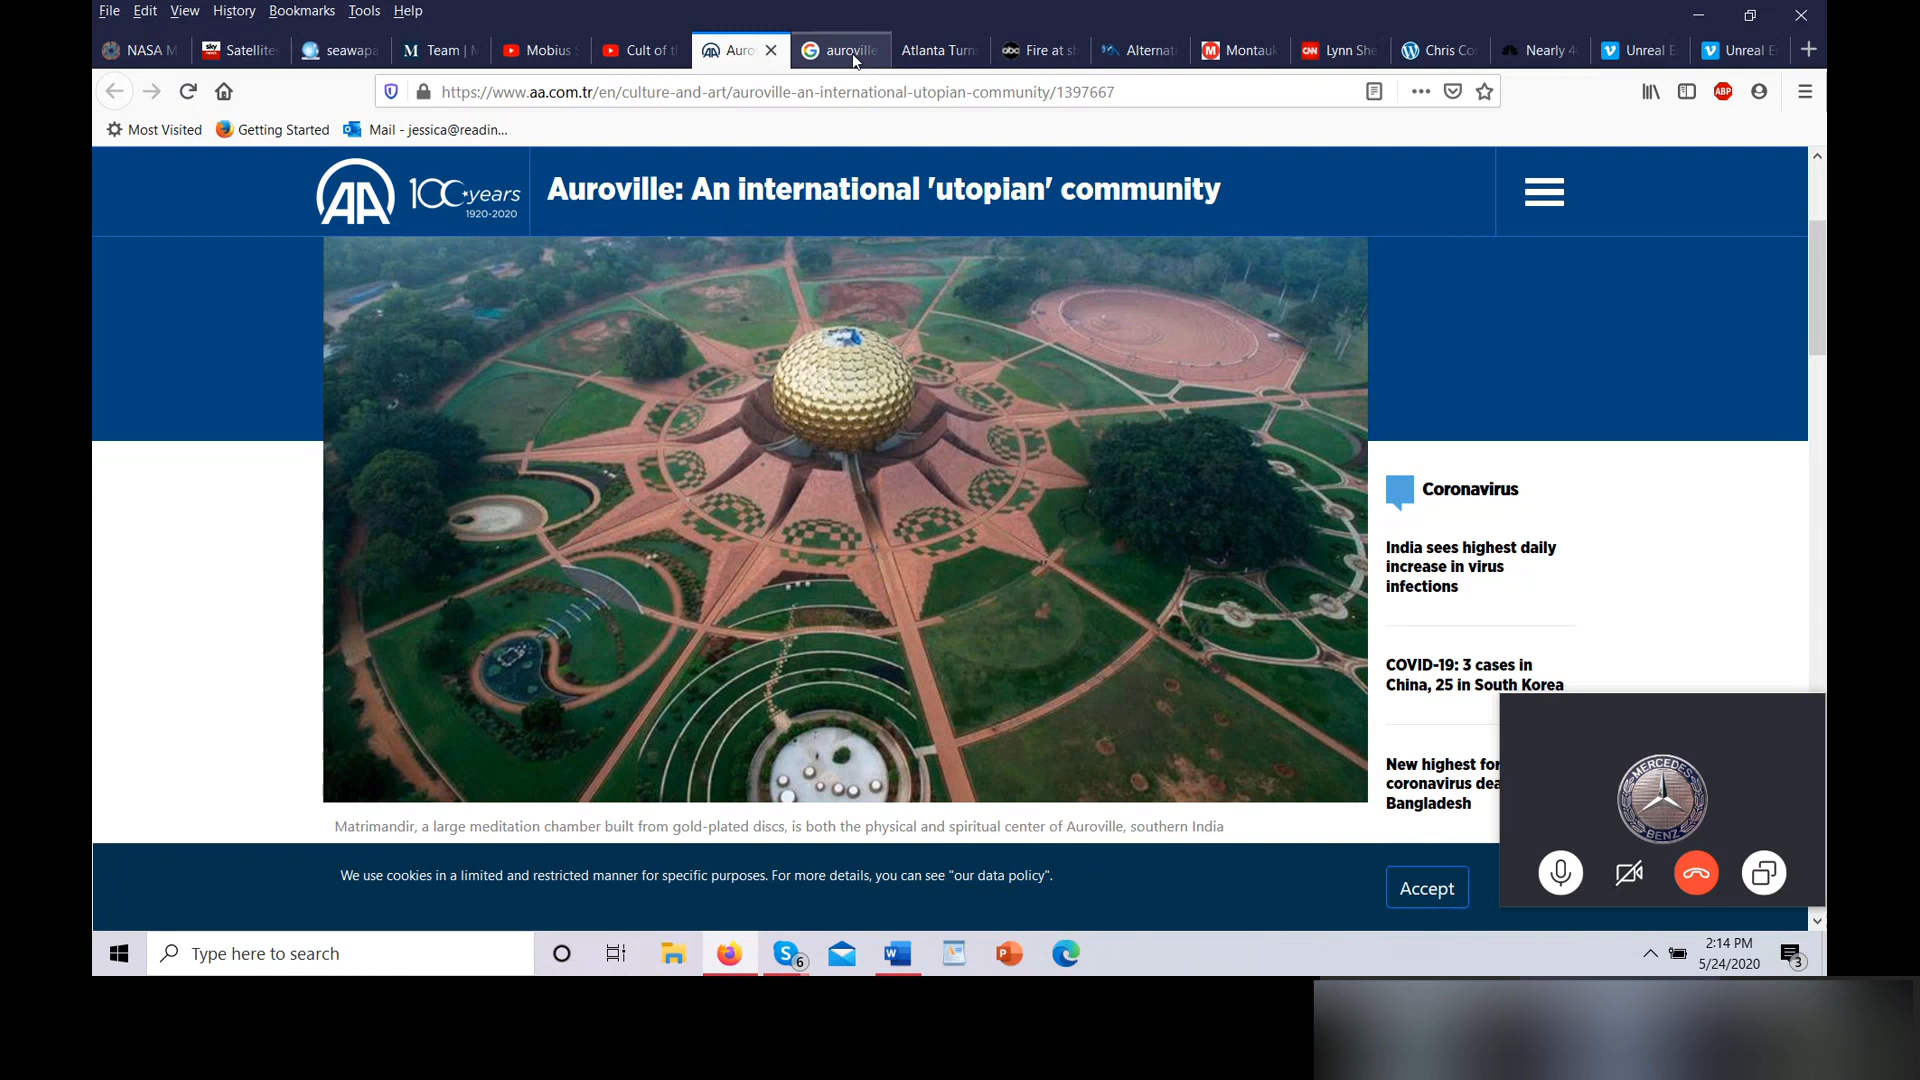 File Edit View History Bookmarks Tools Help
NASA M Satellite seawapa Team | Mobius S Cult of th Auro auroville Atlanta Turns Fire at sh Alternat Montauk Lynn She Chris Co Nearly 4 Unreal E Unreal E
https://www.aa.com.tr/en/culture-and-art/auroville-an-international-utopian-community/1397667
ABP
Most Visited Getting Started Mail - jessica@readin...
AA 100 years
1920-2020
Auroville: An international 'utopian' community
Coronavirus
India sees highest daily
increase in virus
infections
COVID-19: 3 cases in
China, 25 in South Korea
New highest for
coronavirus dea
Bangladesh
MERCEDES
BENZ
Matrimandir, a large meditation chamber built from gold-plated discs, is both the physical and spiritual center of Auroville, southern India
We use cookies in a limited and restricted manner for specific purposes. For more details, you can see "our data policy".
Accept
Type here to search
6
2:14 PM
5/24/2020
3